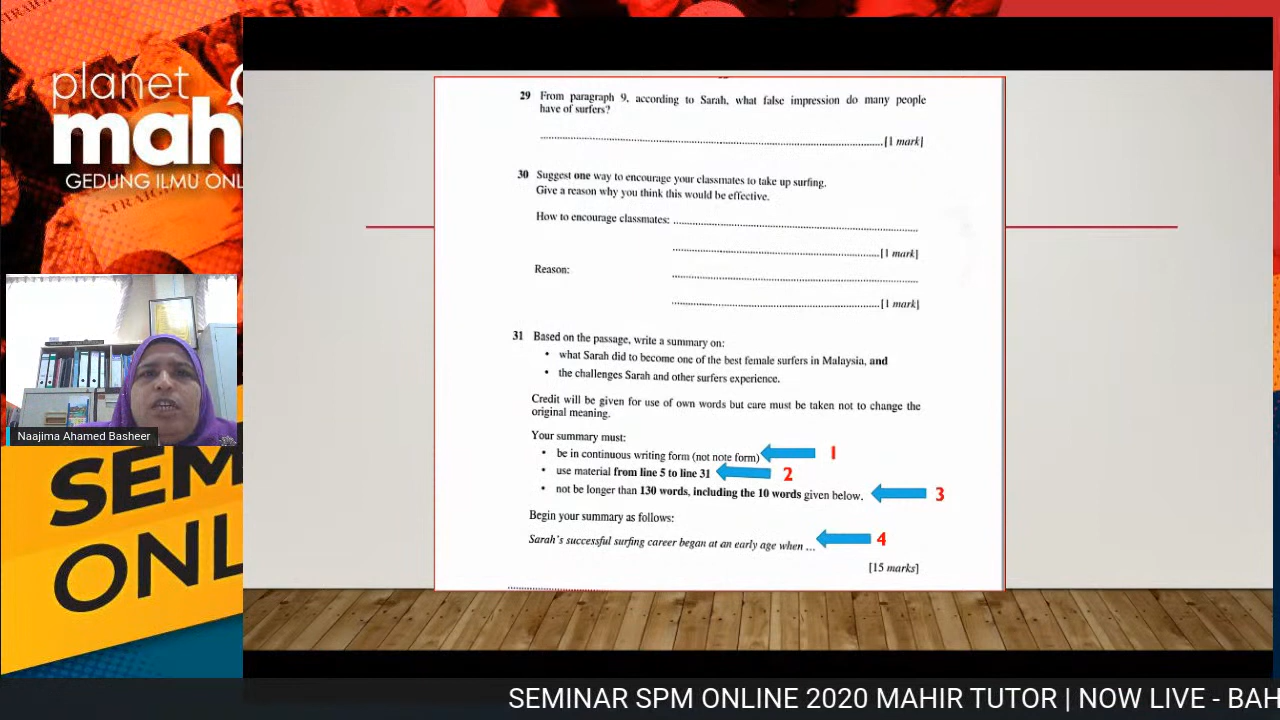 planet
mah
GEDUNG ILMU ONL
STRAIG
Naajima Ahamed Basheer
SEM
ONL
29 From paragraph 9, according to Sarah, what false impression do many people
have of surfers?
[1 mark]
30 Suggest one way to encourage your classmates to take up surfing.
Give a reason why you think this would be effective.
How to encourage classmates:
[1 mark]
Reason:
[1 mark]
31 Based on the passage, write a summary on:
• what Sarah did to become one of the best female surfers in Malaysia, and
• the challenges Sarah and other surfers experience.
Credit will be given for use of own words but care must be taken not to change the
original meaning.
Your summary must:
• be in continuous writing form (not note form) 1
• use material from line 5 to line 31 2
• not be longer than 130 words, including the 10 words given below. 3
Begin your summary as follows:
Sarah's successful surfing career began at an early age when ... 4
[15 marks]
SEMINAR SPM ONLINE 2020 MAHIR TUTOR | NOW LIVE - BAH